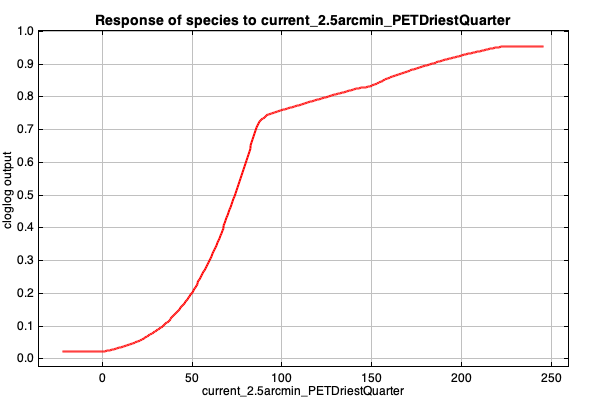 Response of species to current_2.5arcmin_PETDriestQuarter
1.0
0.9
0.8
0.7
0.6
0.5
0.4
0.3
0.2
0.1
0.0
cloglog output
0 50 100 150 200 250
current_2.5arcmin_PETDriestQuarter